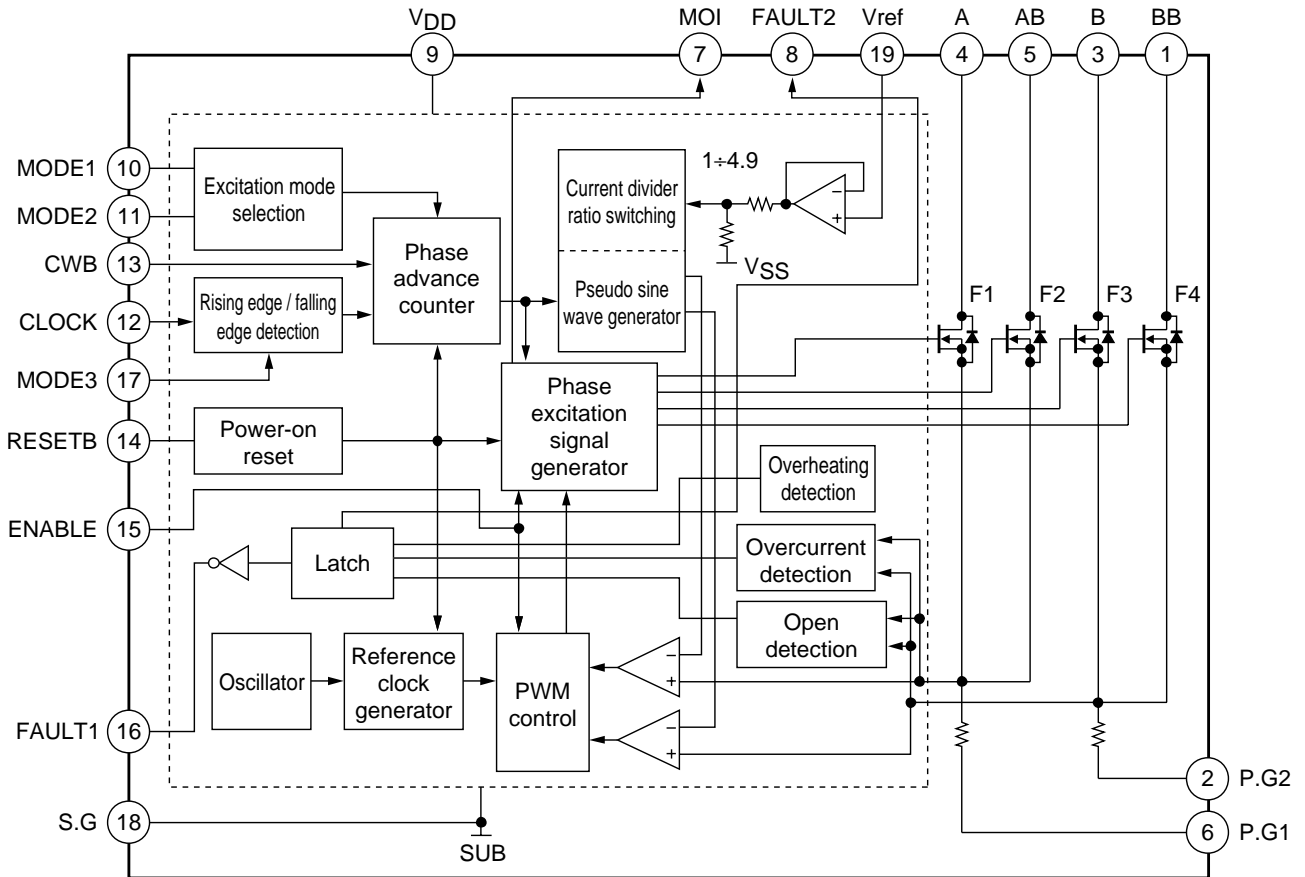 VDD
MOI
FAULT2
Vref
A
AB
B
BB
9
7
8
19
4
5
3
1
MODE1
10
MODE2
11
CWB
13
CLOCK
12
MODE3
17
RESETB
14
ENABLE
15
FAULT1
16
S.G
18
Excitation mode
selection
Rising edge / falling
edge detection
Phase
advance
counter
Power-on
reset
Current divider
ratio switching
Pseudo sine
wave generator
1÷4.9
−
+
VSS
F1
F2
F3
F4
Phase
excitation
signal
generator
Overheating
detection
Latch
Overcurrent
detection
Open
detection
Oscillator
Reference
clock
generator
PWM
control
−
+
−
+
SUB
2
P.G2
6
P.G1